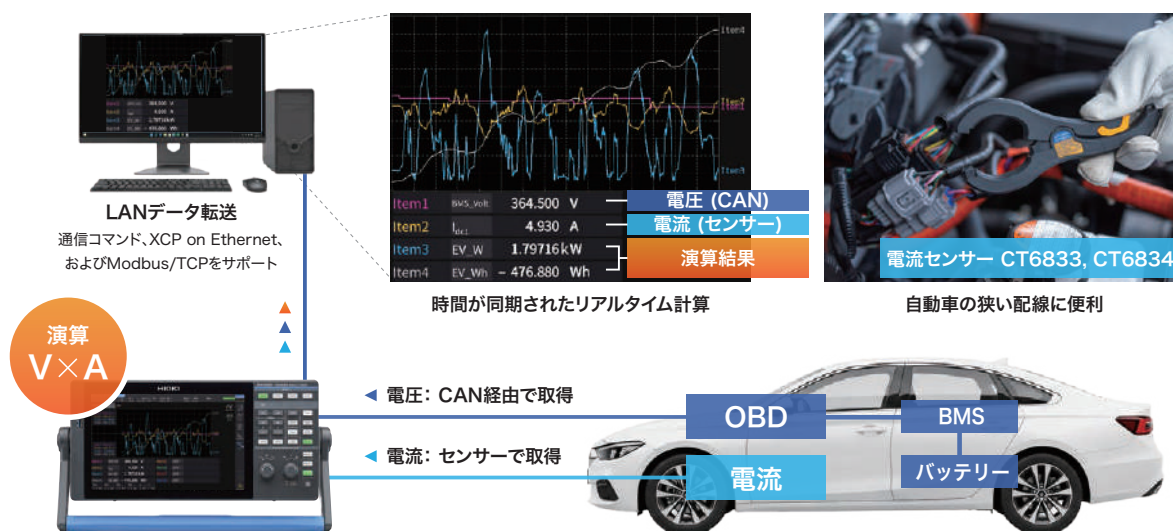 LANデータ転送
通信コマンド、XCP on Ethernet、
およびModbus/TCPをサポート
Item4
Item2
Item3
Item1 BMS_Volt 364.500 V
電圧 (CAN)
Item2 Idc1 4.930 A
電流 (センサー)
Item3 EV_W 1.79716kW
Item4 EV_Wh - 476.880 Wh
演算結果
時間が同期されたリアルタイム計算
電流センサー CT6833, CT6834
自動車の狭い配線に便利
演算
V×A
HIOKI
◀ 電圧: CAN経由で取得
◀ 電流: センサーで取得
OBD
BMS
電流
バッテリー